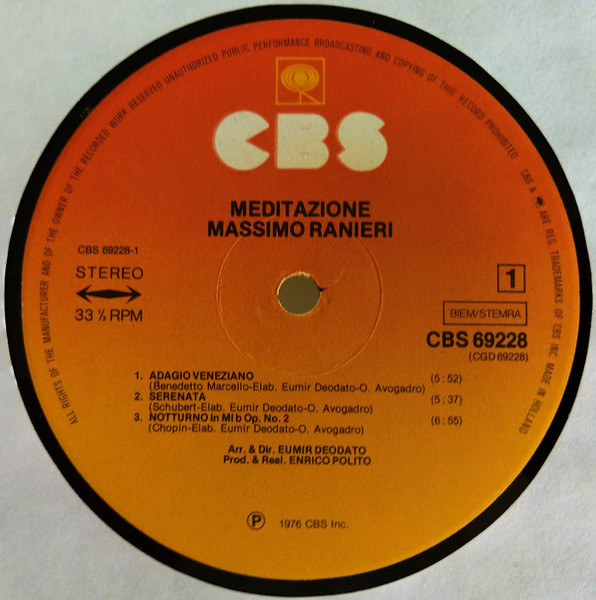 ALL RIGHTS OF THE MANUFACTURER AND OF THE OWNER OF THE RECORDED WORK RESERVED UNAUTHORIZED PUBLIC PERFORMANCE BROADCASTING AND COPYING OF THIS RECORD PROHIBITED CBS & ARE REG. TRADEMARKS OF CBS INC. MADE IN HOLLAND
CBS
MEDITAZIONE
MASSIMO RANIERI
CBS 69228-1
STEREO
33 ⅓ RPM
1
BIEM/STEMRA
CBS 69228
(CGD 69228)
1. ADAGIO VENEZIANO (5:52)
(Benedetto Marcello-Elab. Eumir Deodato-O. Avogadro)
2. SERENATA (5:37)
(Schubert-Elab. Eumir Deodato-O. Avogadro)
3. NOTTURNO in MI b Op. No. 2 (6:55)
(Chopin-Elab. Eumir Deodato-O. Avogadro)
Arr. & Dir. EUMIR DEODATO
Prod. & Real. ENRICO POLITO
℗ 1976 CBS Inc.